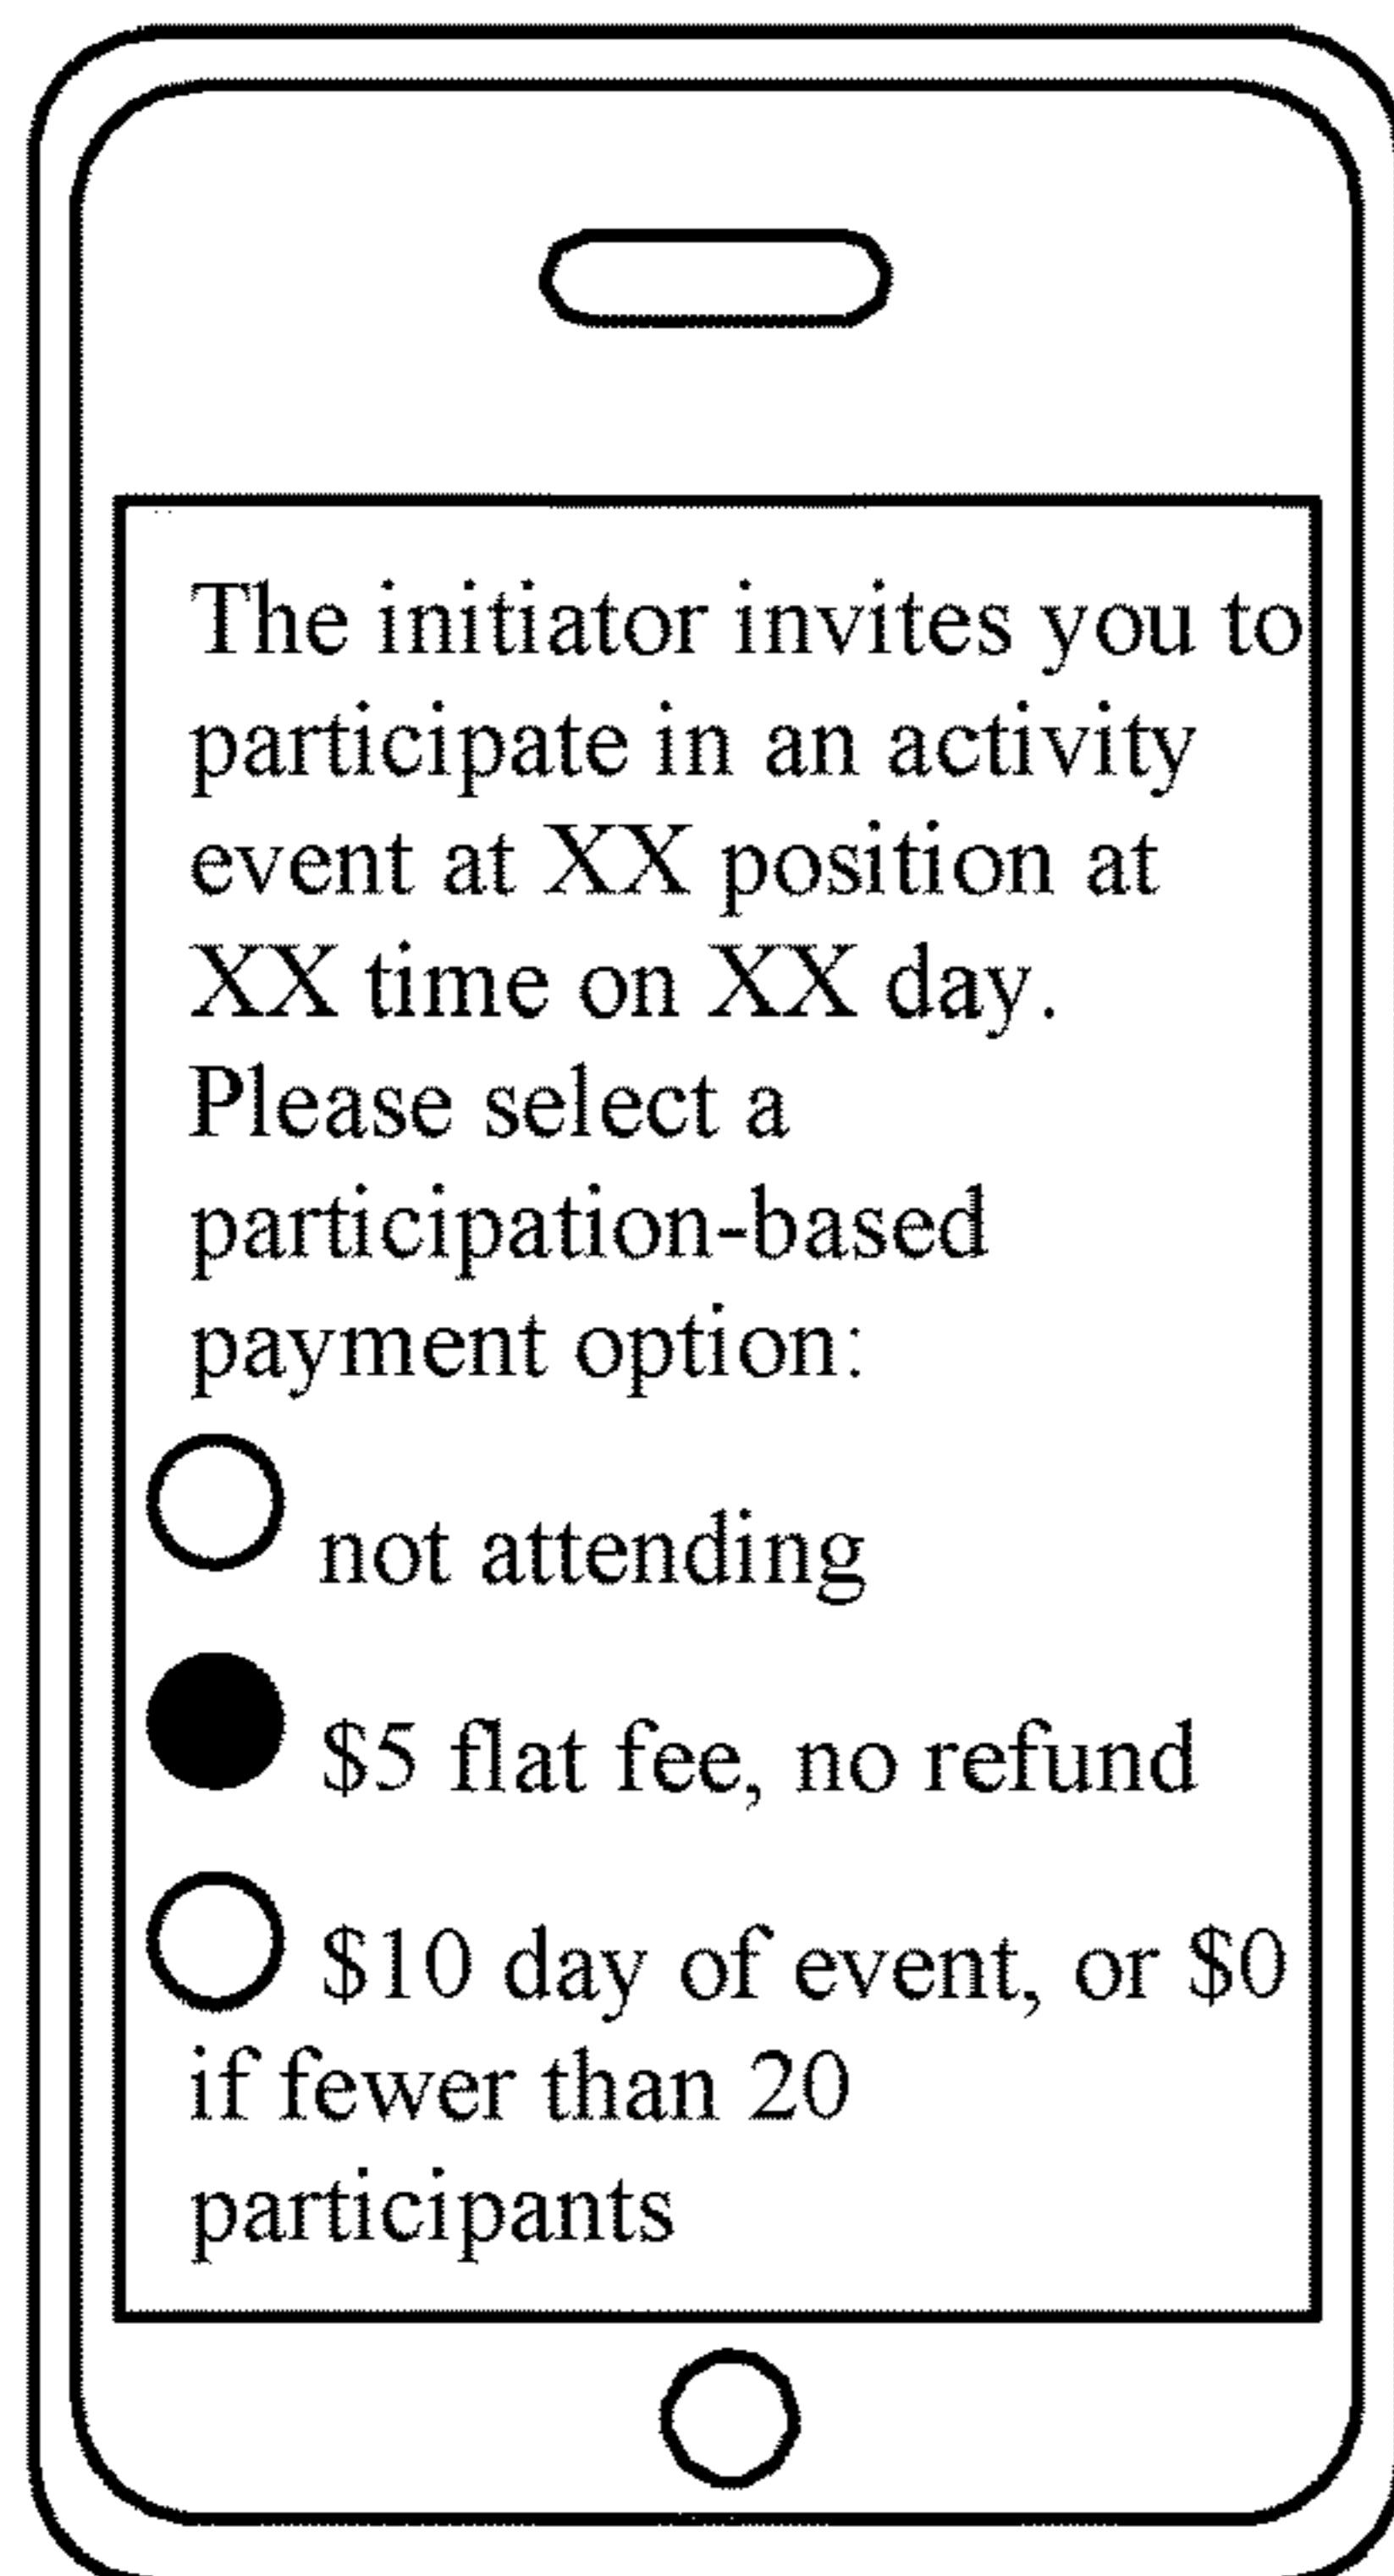 The initiator invites you to
participate in an activity
event at XX position at
XX time on XX day.
Please select a
participation-based
payment option:
not attending
$5 flat fee, no refund
$10 day of event, or $0
if fewer than 20
participants